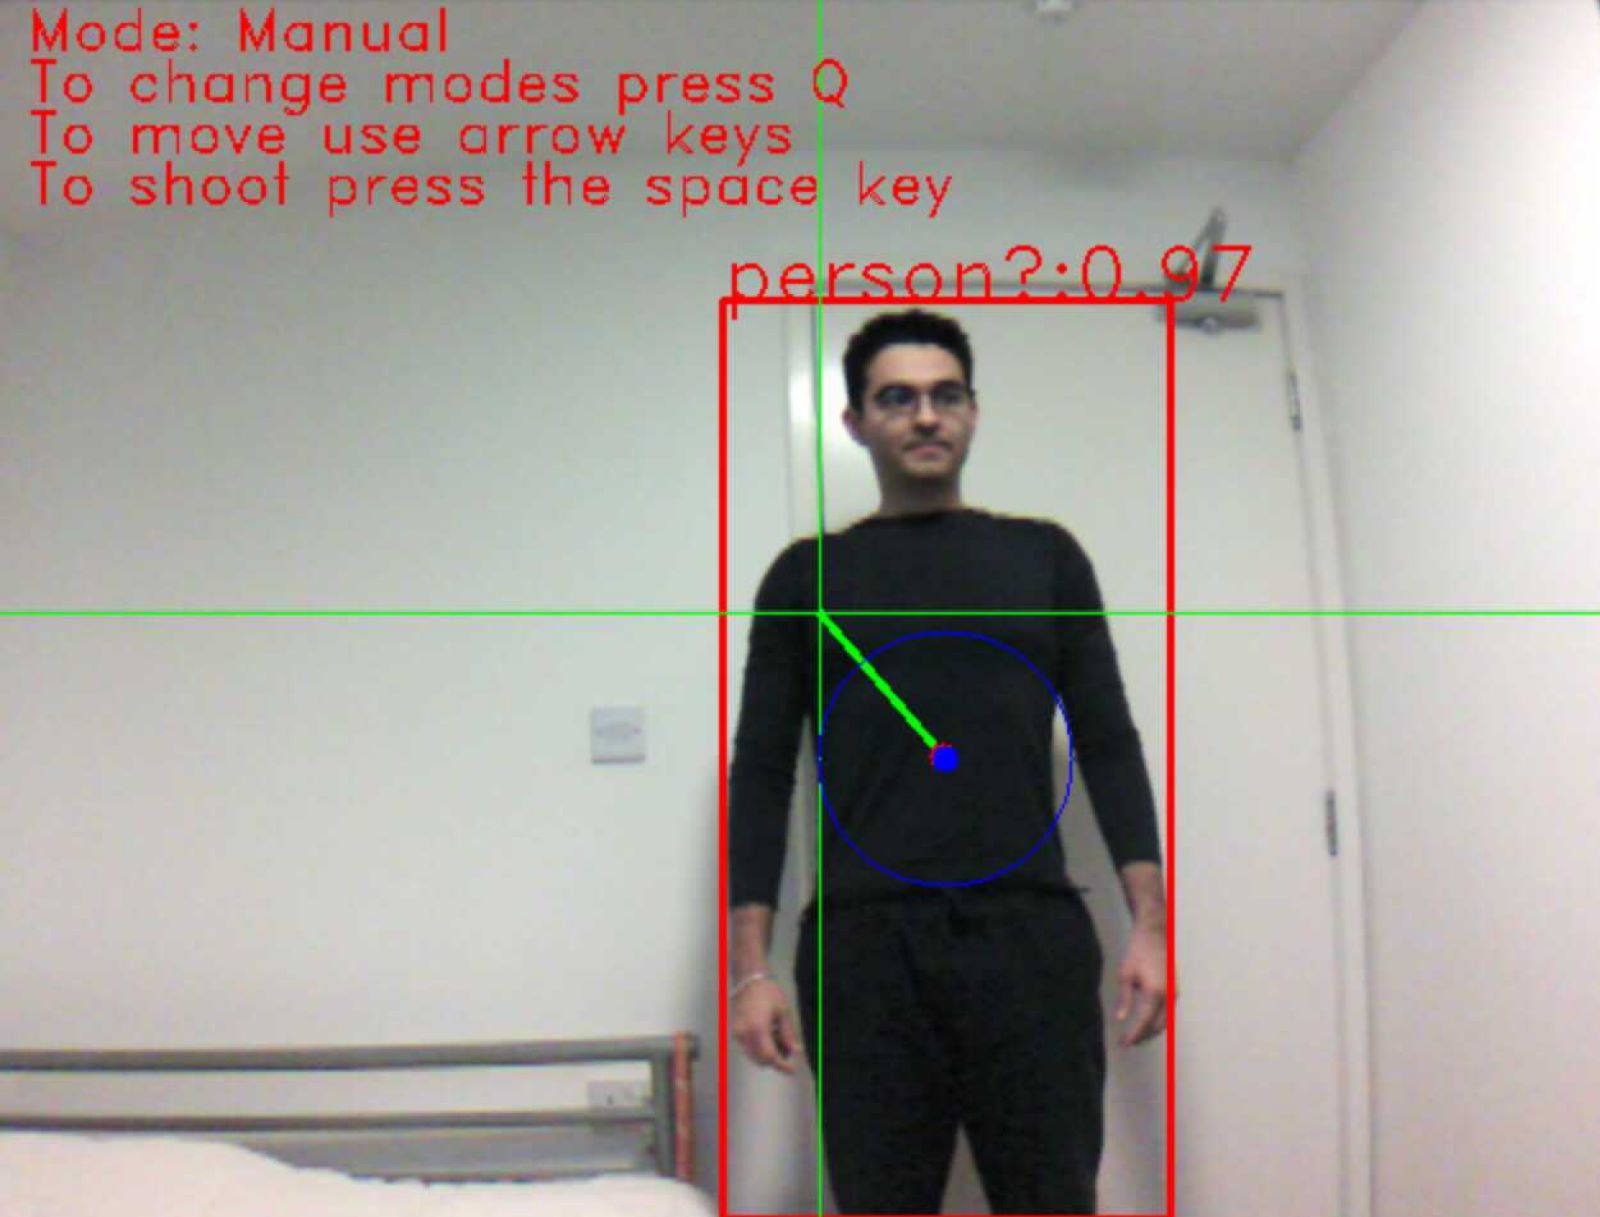 Mode: Manual
To change modes press Q
To move use arrow keys
To shoot press the space key
person?:0.97